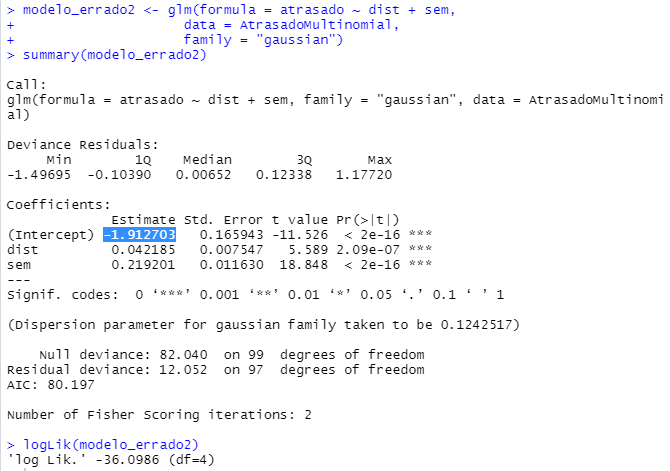 > modelo_errado2 <- glm(formula = atrasado ~ dist + sem,
+                       data = AtrasadoMultinomial,
+                       family = "gaussian")
> summary(modelo_errado2)

Call:
glm(formula = atrasado ~ dist + sem, family = "gaussian", data = AtrasadoMultinomi
al)

Deviance Residuals:
     Min        1Q    Median        3Q       Max
-1.49695  -0.10390   0.00652   0.12338   1.17720

Coefficients:
             Estimate Std. Error t value Pr(>|t|)
(Intercept) -1.912703   0.165943 -11.526  < 2e-16 ***
dist         0.042185   0.007547   5.589 2.09e-07 ***
sem          0.219201   0.011630  18.848  < 2e-16 ***
---
Signif. codes:  0 ‘***’ 0.001 ‘**’ 0.01 ‘*’ 0.05 ‘.’ 0.1 ‘ ’ 1

(Dispersion parameter for gaussian family taken to be 0.1242517)

    Null deviance: 82.040  on 99  degrees of freedom
Residual deviance: 12.052  on 97  degrees of freedom
AIC: 80.197

Number of Fisher Scoring iterations: 2

> logLik(modelo_errado2)
'log Lik.' -36.0986 (df=4)